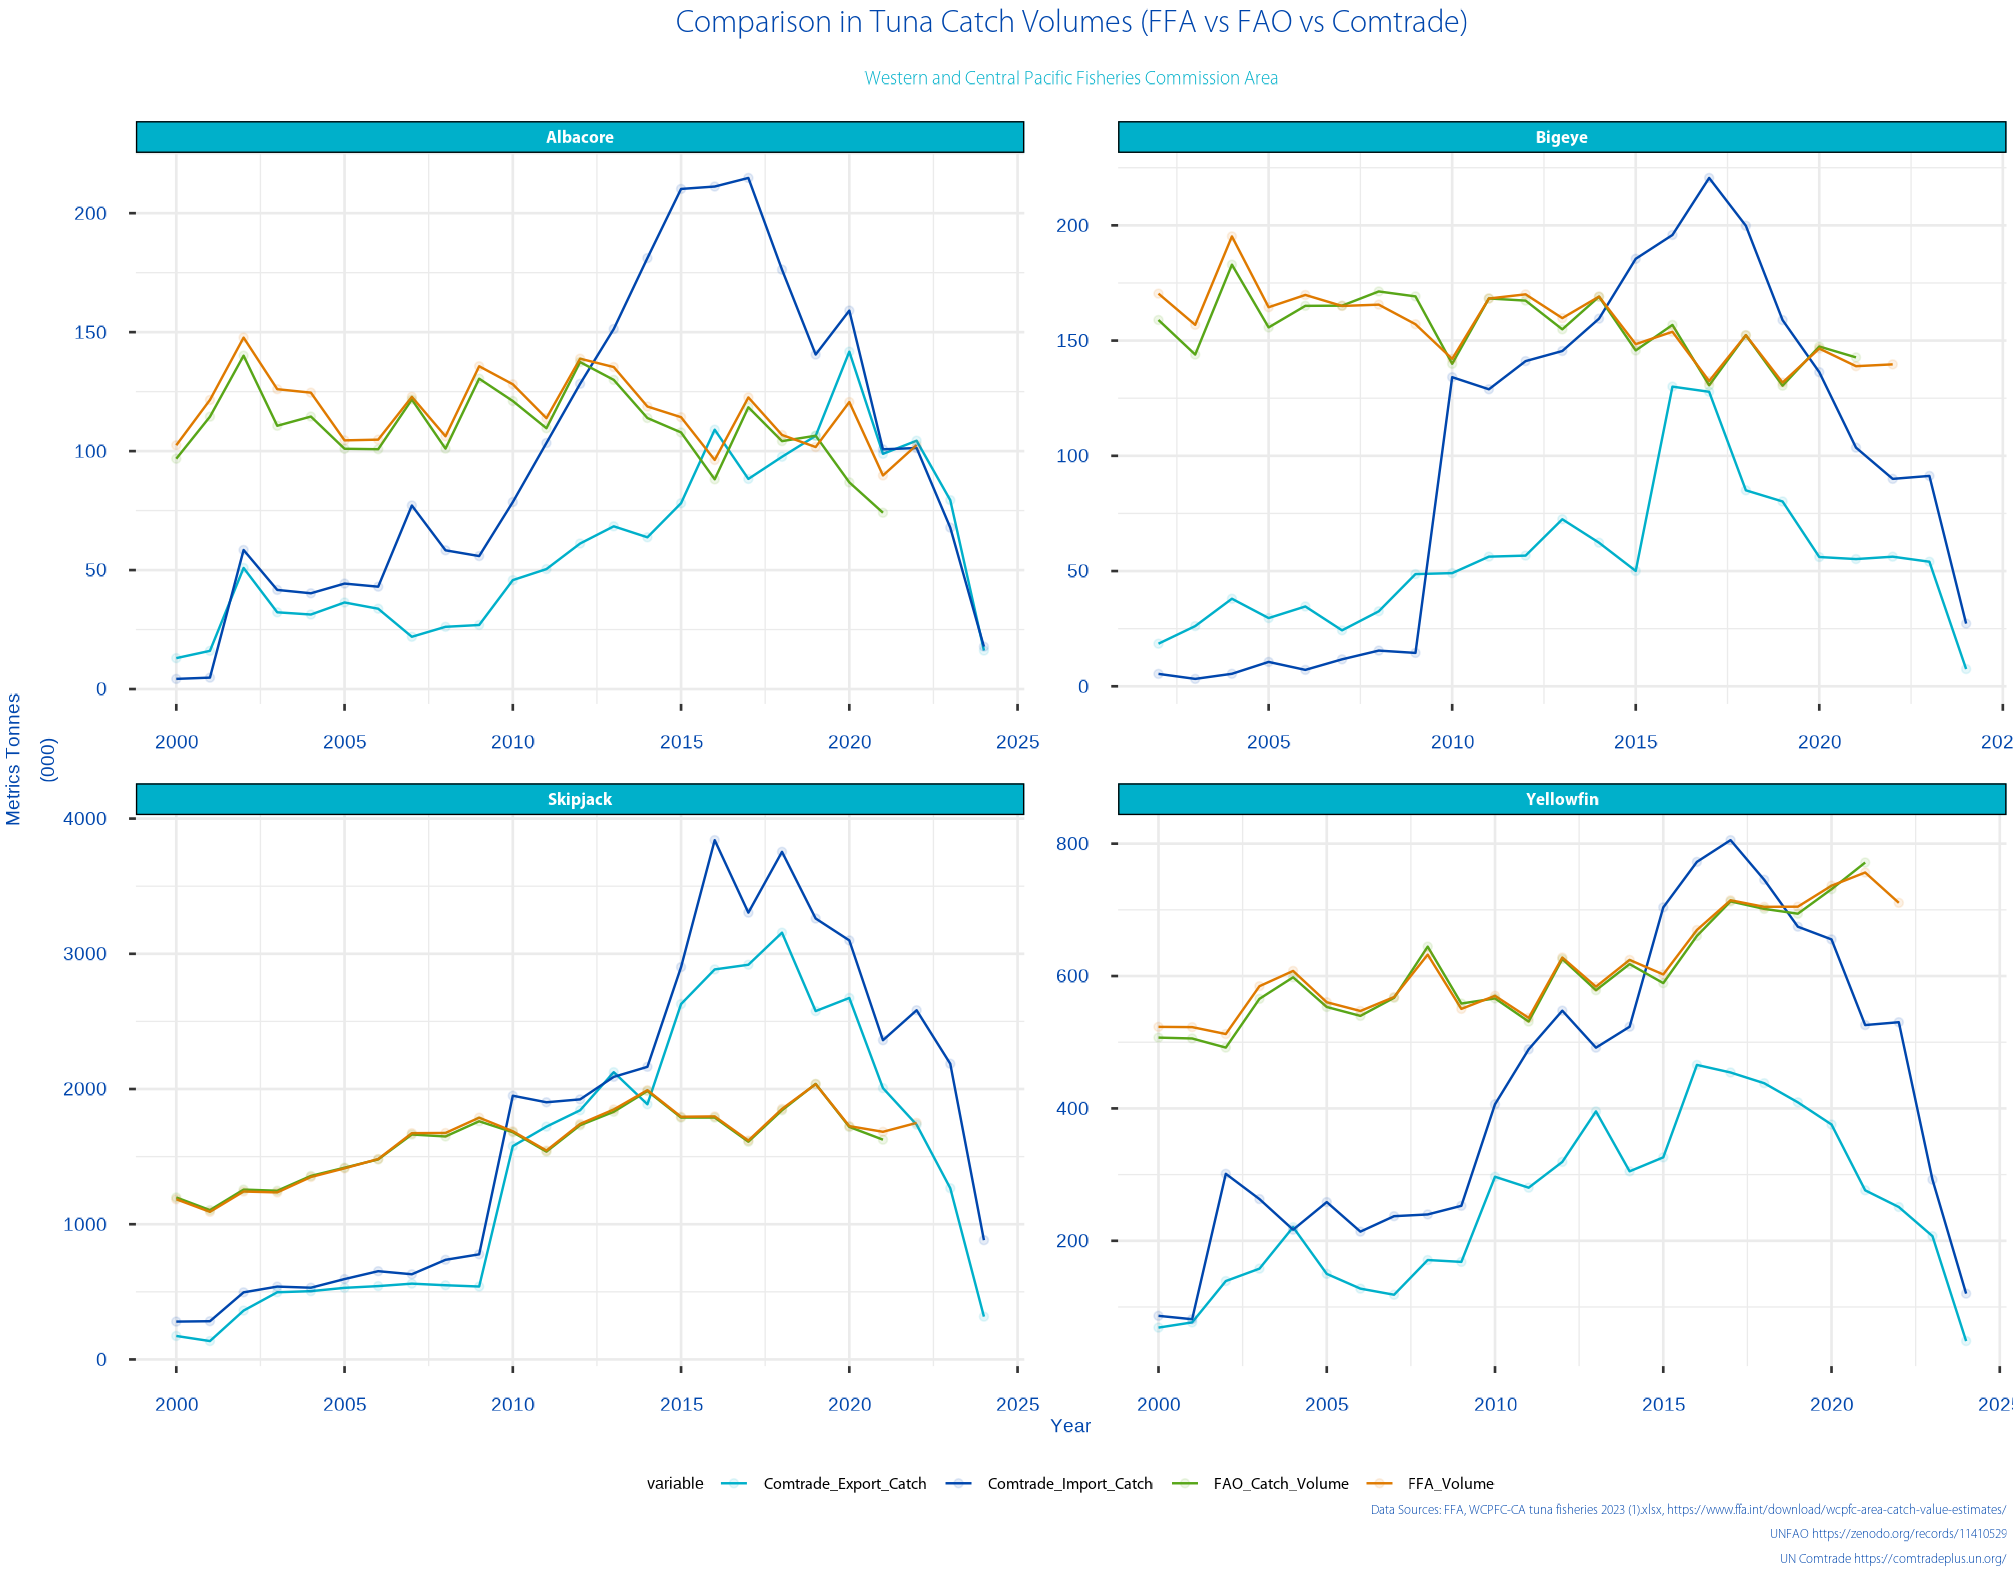 Comparison in Tuna Catch Volumes (FFA vs FAO vs Comtrade)
Western and Central Pacific Fisheries Commission Area
Albacore
200
150
100
50
0
2000 2005 2010 2015 2020 2025
Bigeye
200
150
100
50
0
2005 2010 2015 2020 202
Metrics Tonnes
(000)
Skipjack
4000
3000
2000
1000
0
2000 2005 2010 2015 2020 2025
Yellowfin
800
600
400
200
2000 2005 2010 2015 2020 202
Year
variable Comtrade_Export_Catch Comtrade_Import_Catch FAO_Catch_Volume FFA_Volume
Data Sources: FFA, WCPFC-CA tuna fisheries 2023 (1).xlsx, https://www.ffa.int/download/wcpfc-area-catch-value-estimates/
UNFAO https://zenodo.org/records/11410529
UN Comtrade https://comtradeplus.un.org/